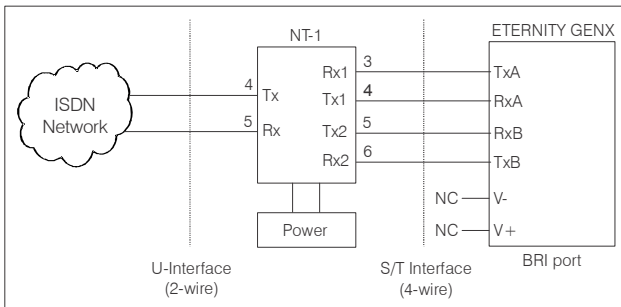 ETERNITY GENX
NT-1
ISDN
Network
4
Tx
5
Rx
Rx1
3
TxA
Tx1
4
RxA
Tx2
5
RxB
Rx2
6
TxB
NC
V-
NC
V+
Power
BRI port
U-Interface
(2-wire)
S/T Interface
(4-wire)